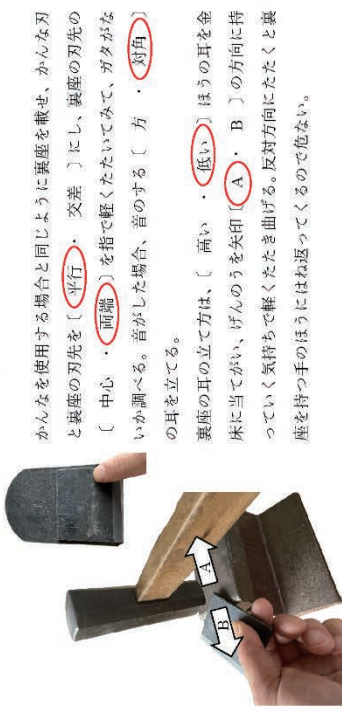 かんなを使用する場合と同じように裏座を載せ、かんな刃
と裏座の刃先を〔 平行 ・ 交差 〕にし、裏座の刃先の
〔 中心 ・ 両端 〕を指で軽くたたいてみて、ガタがな
いか調べる。音がした場合、音のする〔 方 ・ 対角 〕
の耳を立てる。
裏座の耳の立て方は、〔 高い ・ 低い 〕ほうの耳を金
床に当てがい、げんのうを矢印〔 A ・ B 〕の方向に持
っていく気持ちで軽くたたき曲げる。反対方向にたたくと裏
座を持つ手のほうにはね返ってくるので危ない。
A
B